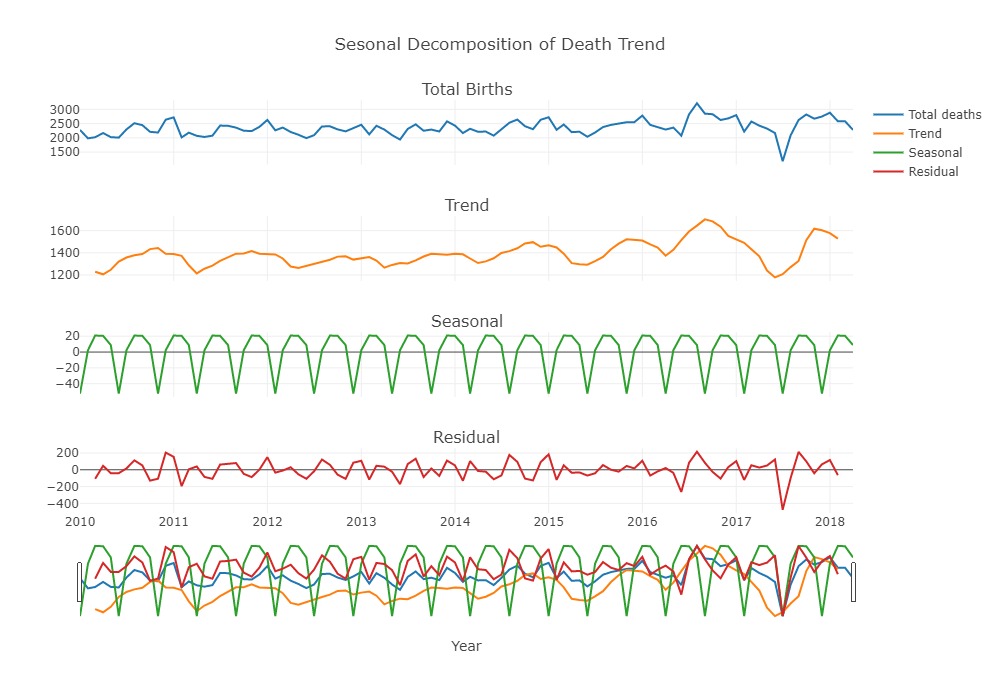 Sesonal Decomposition of Death Trend
Total Births
3000
2500
2000
1500
Total deaths
Trend
Seasonal
Residual
Trend
1600
1400
1200
Seasonal
20
0
−20
−40
Residual
200
0
−200
−400
2010 2011 2012 2013 2014 2015 2016 2017 2018
Year